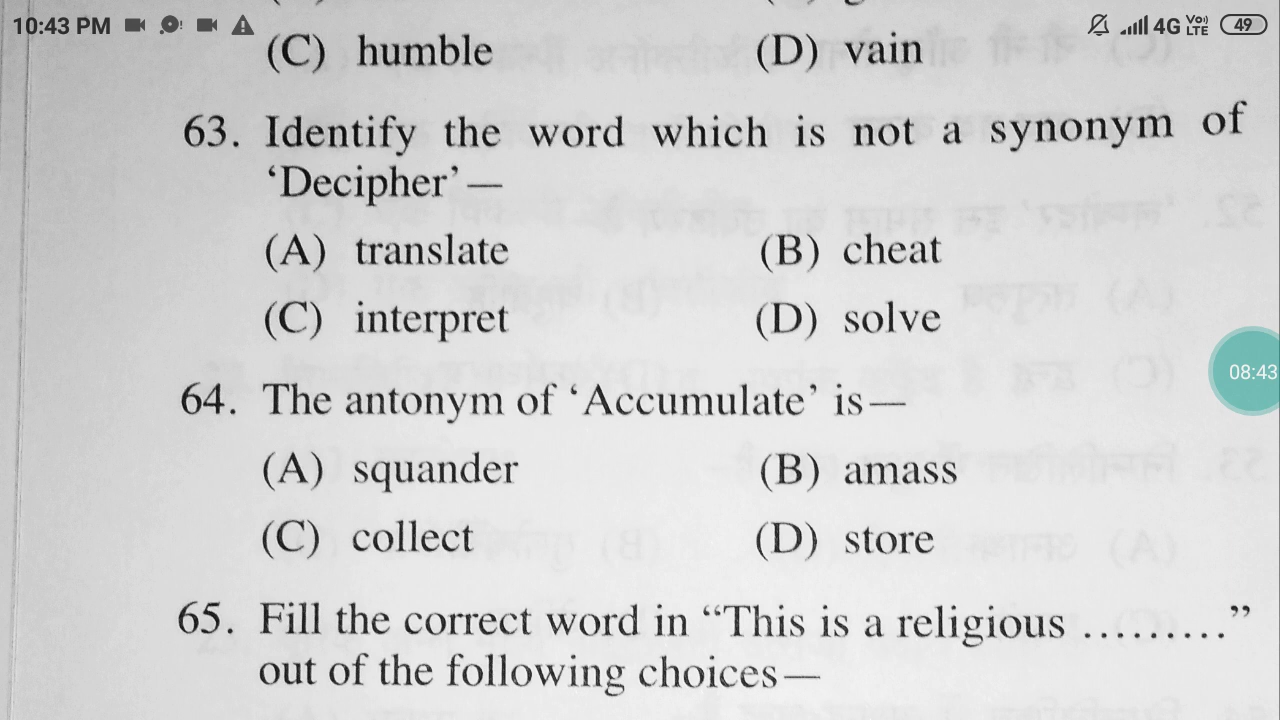 10:43 PM 4G Vo) LTE 49
(C) humble (D) vain
63. Identify the word which is not a synonym of
‘Decipher’—
(A) translate (B) cheat
(C) interpret (D) solve
08:43
64. The antonym of ‘Accumulate’ is—
(A) squander (B) amass
(C) collect (D) store
65. Fill the correct word in “This is a religious .........”
out of the following choices—